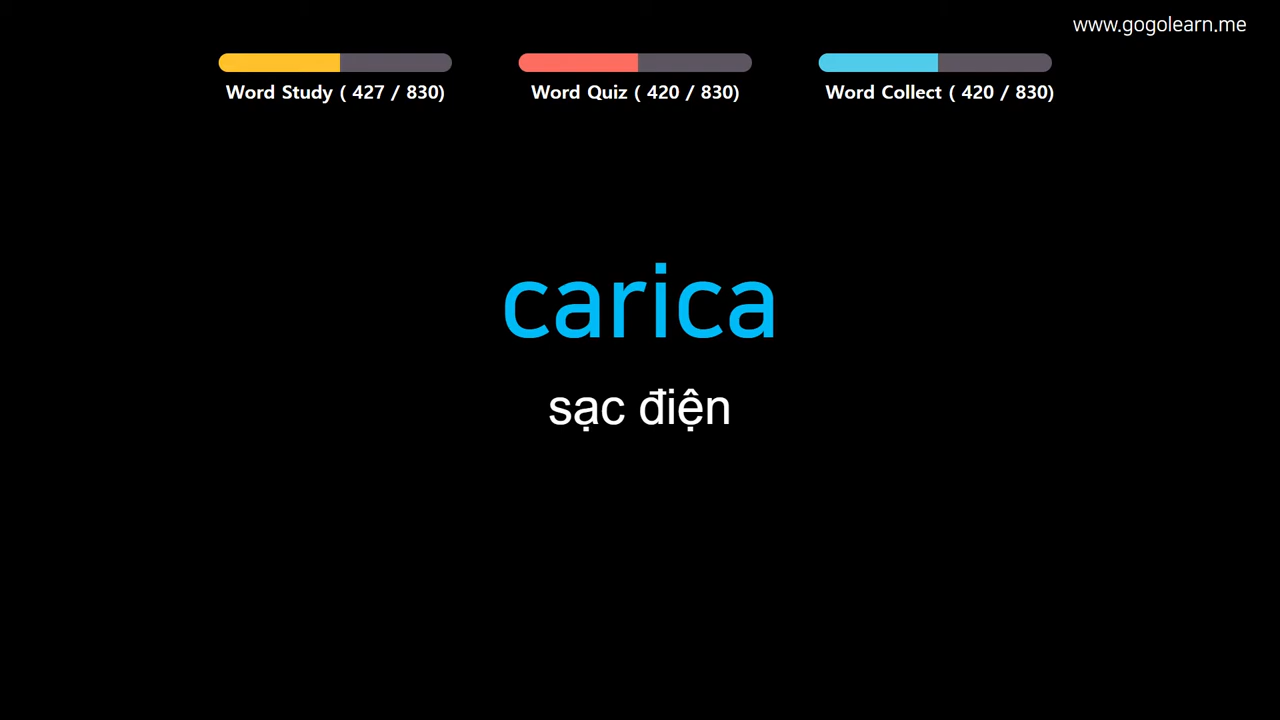 www.gogolearn.me
Word Study ( 427 / 830)
Word Quiz ( 420 / 830)
Word Collect ( 420 / 830)
carica
sạc điện